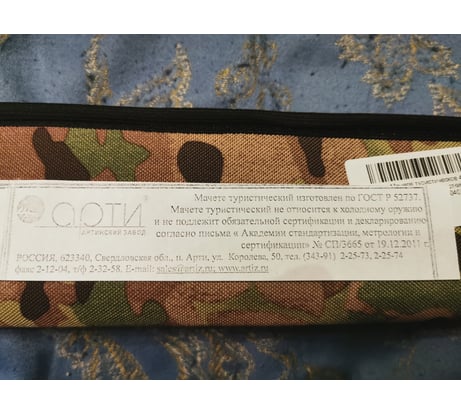 арти
АРТИНСКИЙ ЗАВОД
Мачете туристический изготовлен по ГОСТ Р 52737.
Мачете туристический не относится к холодному оружию
и не подлежит обязательной сертификации и декларированию
согласно письма « Академии стандартизации, метрологии и
сертификации» № СП/3665 от 19.12.2011 г.
РОССИЯ, 623340, Свердловская обл., п. Арти, ул. Королева, 50. тел. (343-91) 2-25-73, 2-25-74
факс 2-12-04, т/ф 2-32-58. E-mail: sales@artiz.ru; www.artiz.ru